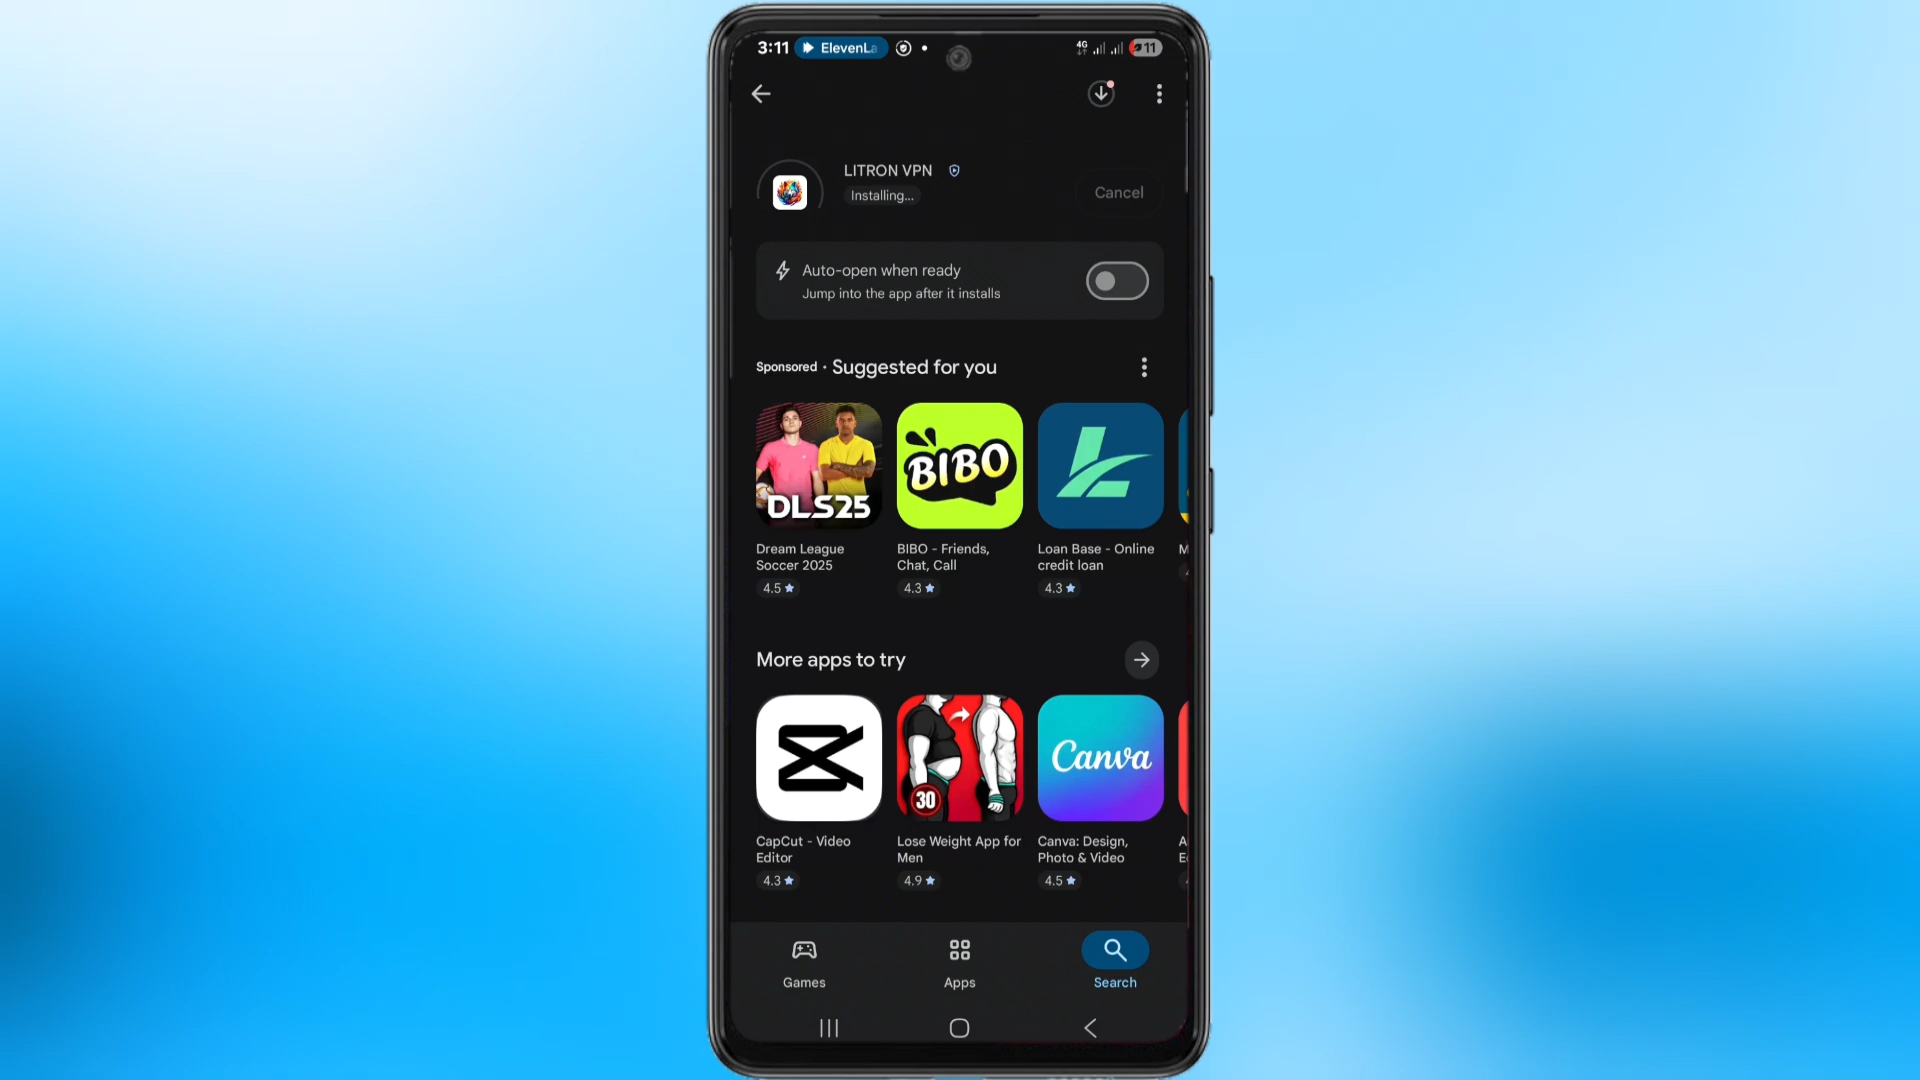 3:11 ElevenLa 4G 11
LITRON VPN
Installing...
Cancel
Auto-open when ready
Jump into the app after it installs
Sponsored • Suggested for you
DLS25
BIBO
Dream League
Soccer 2025
4.5
BIBO - Friends,
Chat, Call
4.3
Loan Base - Online
credit loan
4.3
M
More apps to try
30
Canva
CapCut - Video
Editor
4.3
Lose Weight App for
Men
4.9
Canva: Design,
Photo & Video
4.5
A
Games
Apps
Search